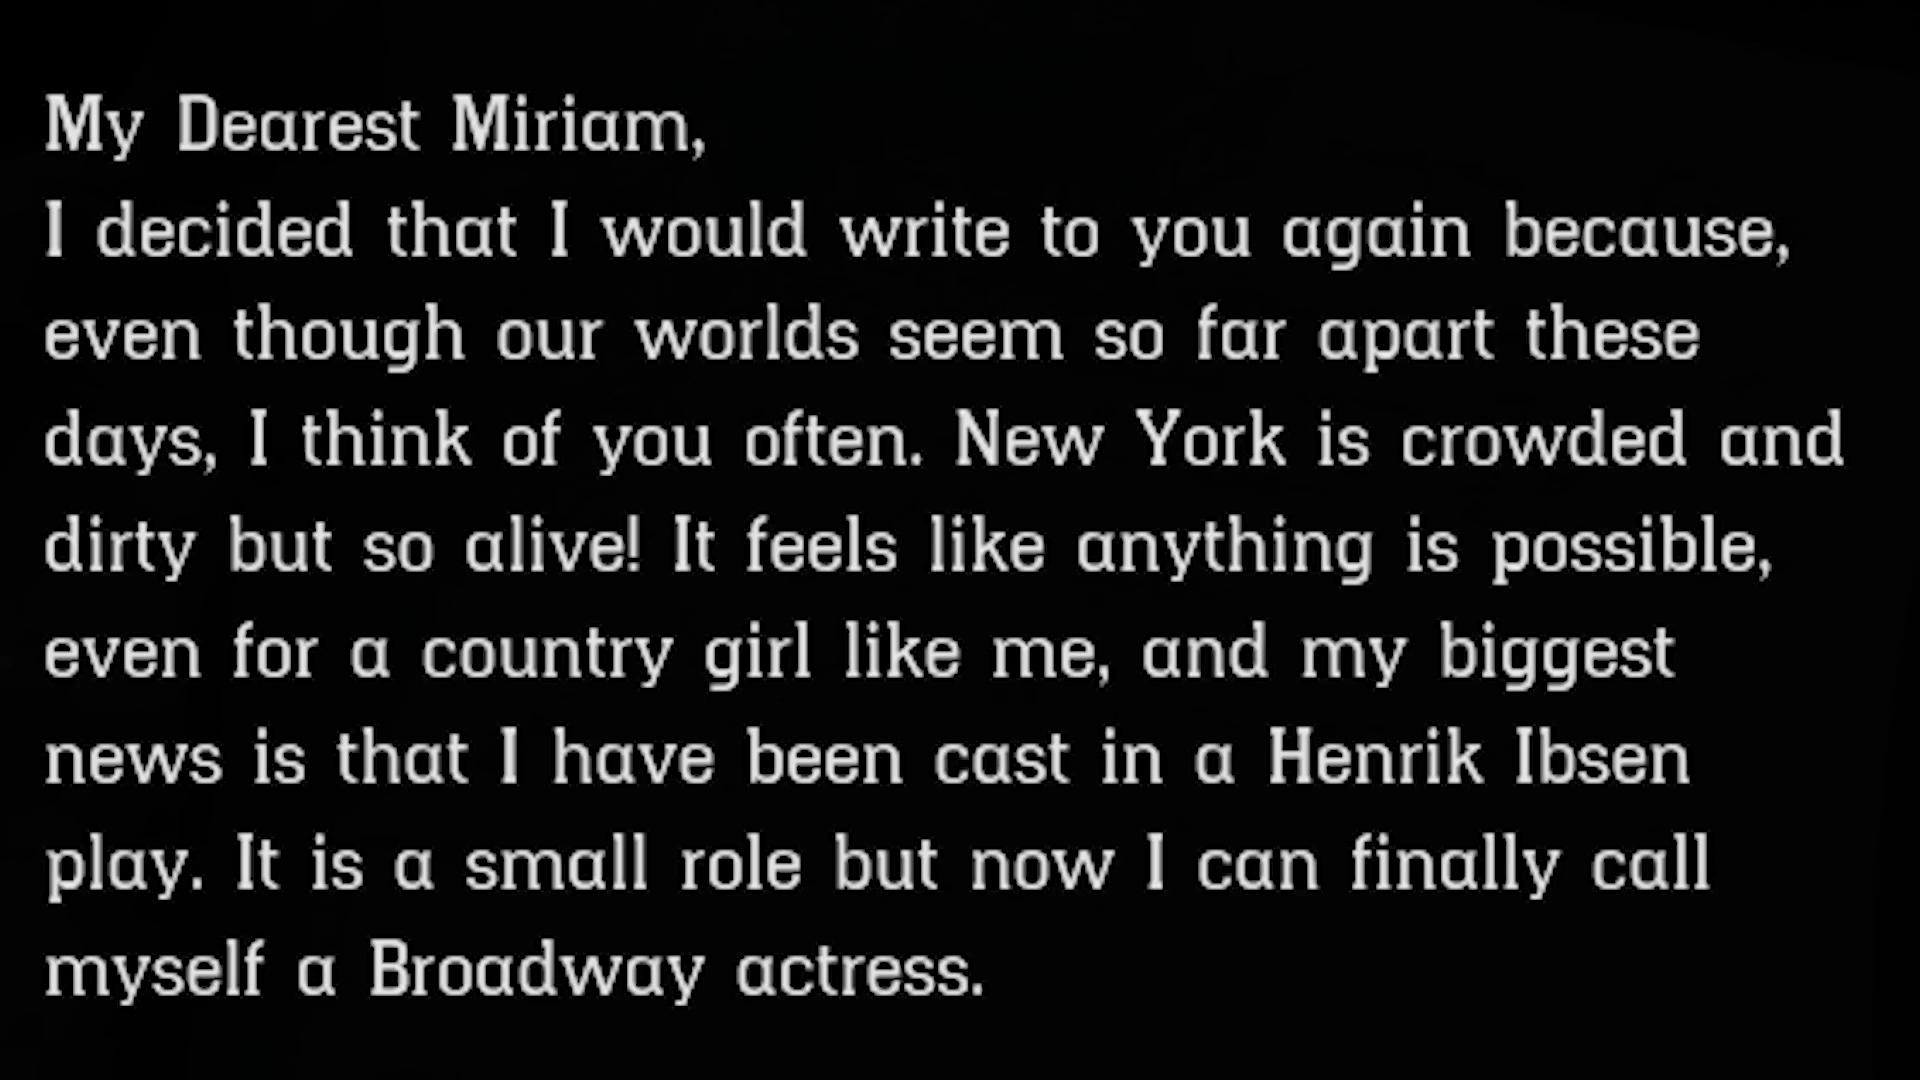 My Dearest Miriam,
I decided that I would write to you again because,
even though our worlds seem so far apart these
days, I think of you often. New York is crowded and
dirty but so alive! It feels like anything is possible,
even for a country girl like me, and my biggest
news is that I have been cast in a Henrik Ibsen
play. It is a small role but now I can finally call
myself a Broadway actress.